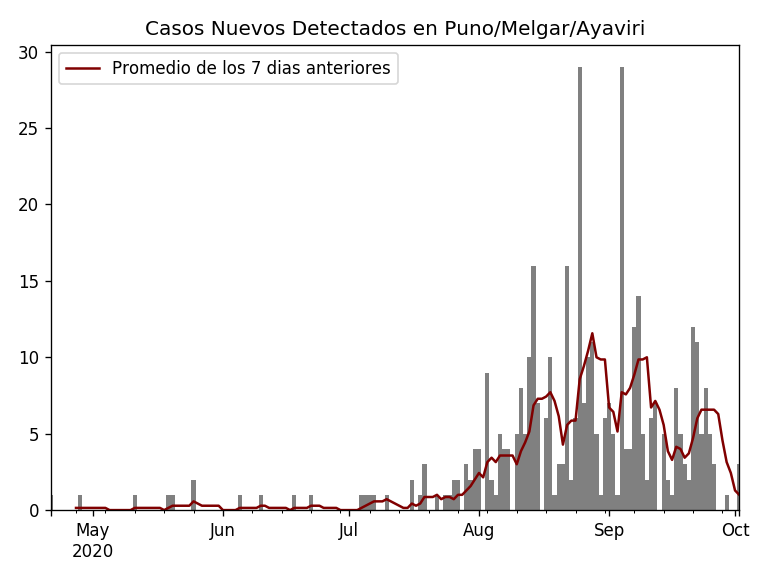 Casos Nuevos Detectados en Puno/Melgar/Ayaviri
Promedio de los 7 dias anteriores
30
25
20
15
10
5
0
May Jun Jul Aug Sep Oct
2020